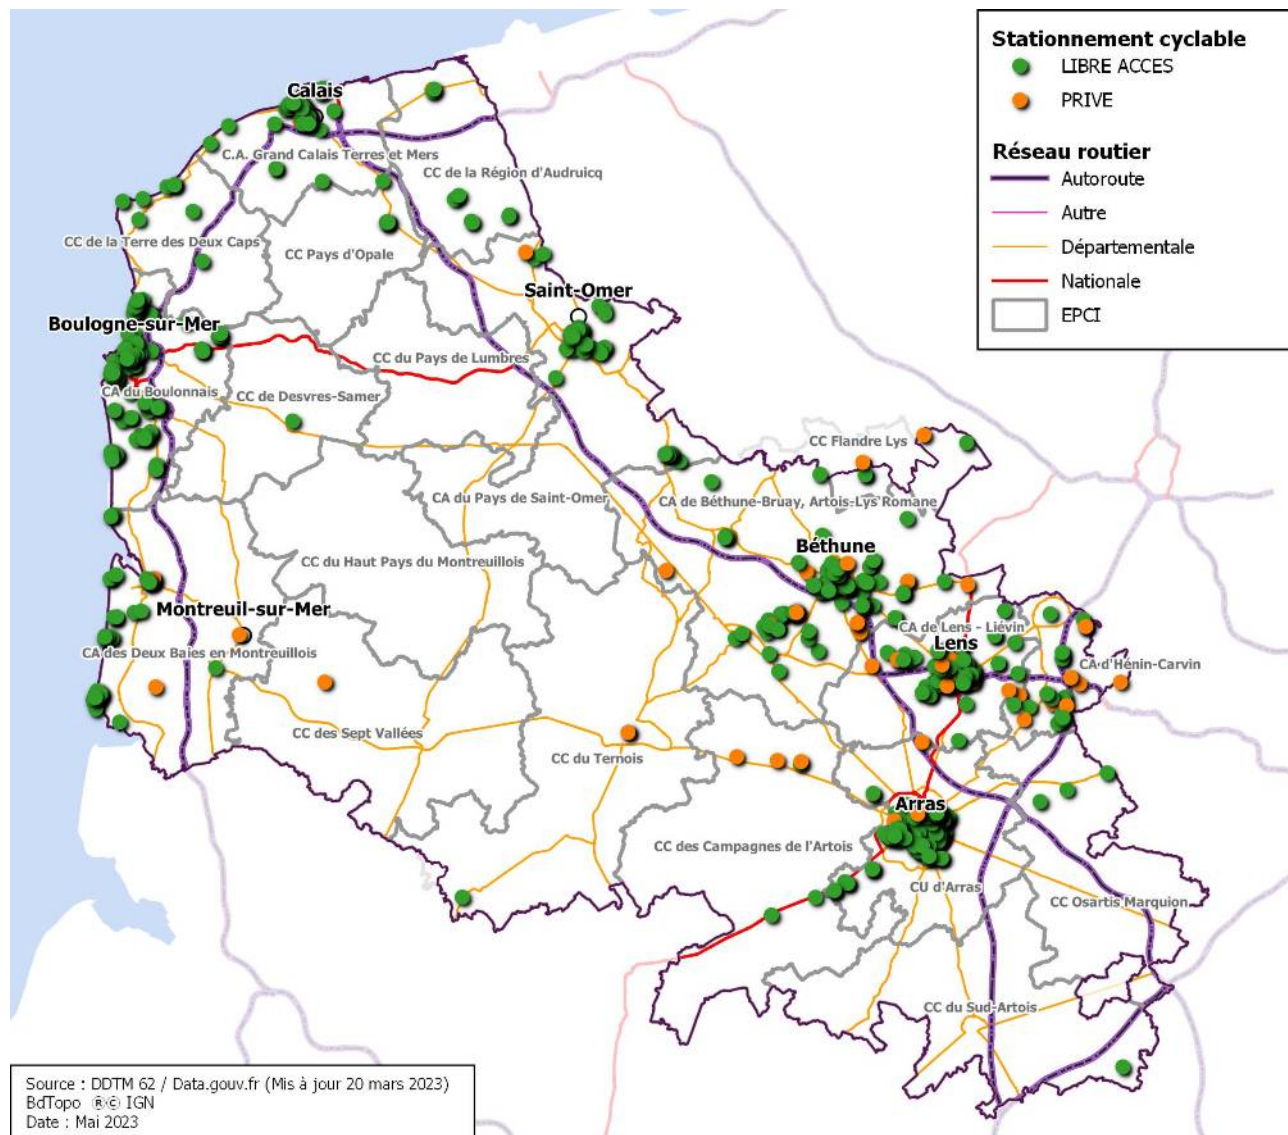 Stationnement cyclable
LIBRE ACCES
PRIVE
Réseau routier
Autoroute
Autre
Départementale
Nationale
EPCI
Calais
C.A. Grand Calais Terres et Mers
CC de la Région d'Audruicq
CC de la Terre des Deux Caps
CC Pays d'Opale
Saint-Omer
Boulogne-sur-Mer
CC du Pays de Lumbres
CA du Boulonnais
CC de Desvres-Samer
CC Flandre Lys
CA du Pays de Saint-Omer
CA de Béthune-Bruay, Artois-Lys Romane
Béthune
CC du Haut Pays du Montreuillois
Montreuil-sur-Mer
CA de Lens - Liévin
Lens
CA des Deux Baies en Montreuillois
CA d'Hénin-Carvin
CC des Sept Vallées
CC du Ternois
Arras
CC des Campagnes de l'Artois
CU d'Arras
CC Osartis Marquion
CC du Sud-Artois
Source : DDTM 62 / Data.gouv.fr (Mis à jour 20 mars 2023)
BdTopo ®© IGN
Date : Mai 2023